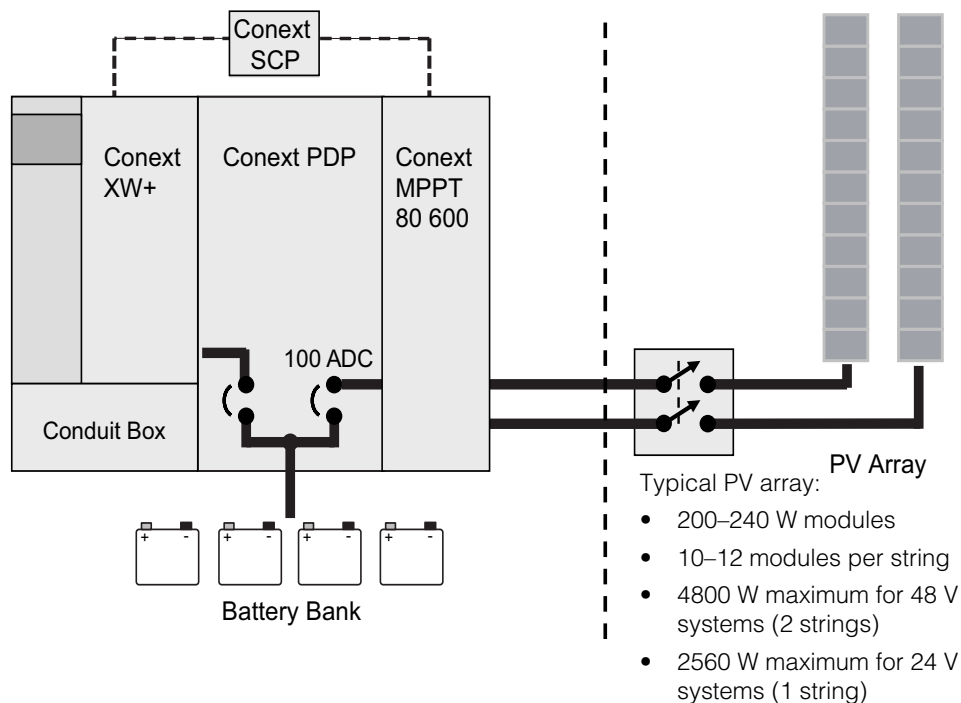 Conext
SCP
Conext
XW+
Conext PDP
Conext
MPPT
80 600
100 ADC
Conduit Box
+ -
+ -
+ -
+ -
Battery Bank
PV Array
Typical PV array:
• 200–240 W modules
• 10–12 modules per string
• 4800 W maximum for 48 V
systems (2 strings)
• 2560 W maximum for 24 V
systems (1 string)